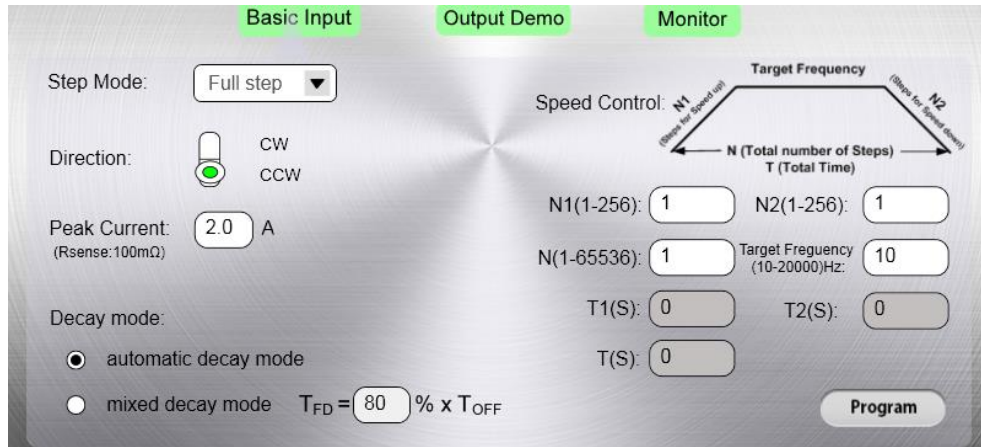 Basic Input Output Demo Monitor
Step Mode: Full step
Direction: CW
CCW
Peak Current: 2.0 A
(Rsense:100mΩ)
Decay mode:
automatic decay mode
mixed decay mode TFD = 80 % x TOFF
Speed Control:
Target Frequency
N1
(Steps for Speed up)
N2
(Steps for Speed down)
N (Total number of Steps)
T (Total Time)
N1(1-256): 1 N2(1-256): 1
N(1-65536): 1 Target Freguency
(10-20000)Hz: 10
T1(S): 0 T2(S): 0
T(S): 0
Program